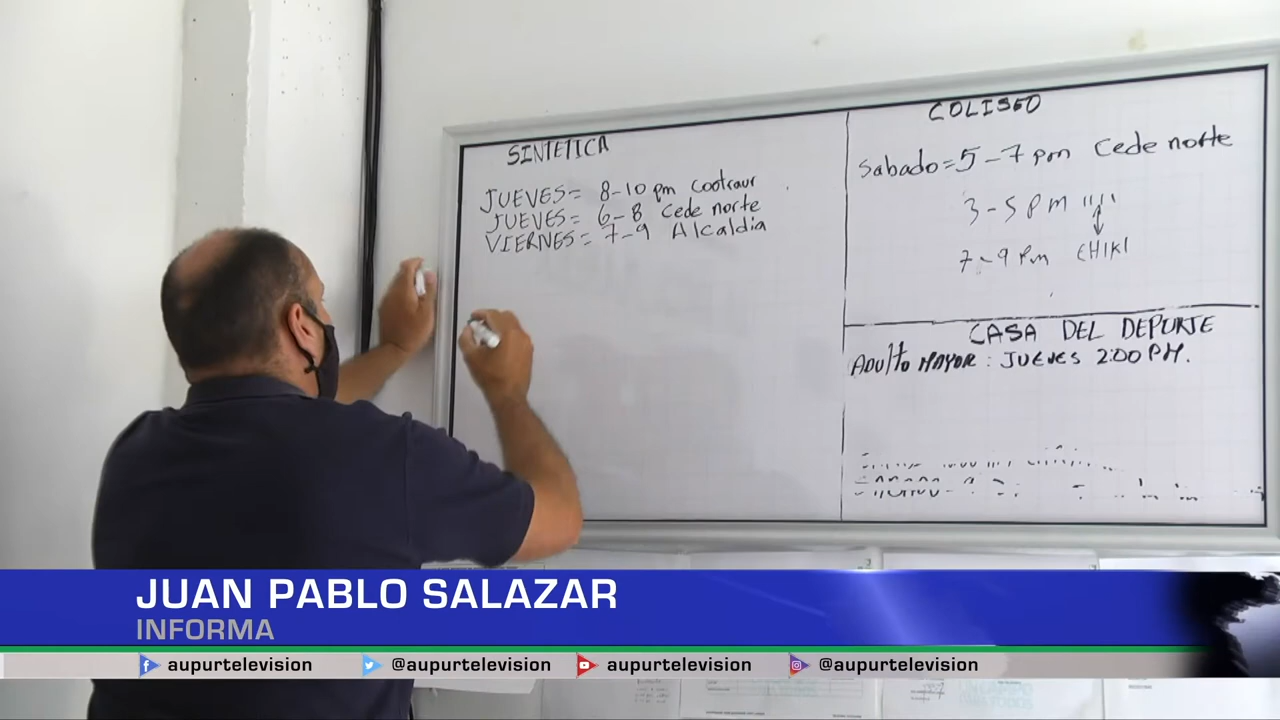 SINTETICA
JUEVES = 8-10 pm Cootraur
JUEVES = 6-8 Cede norte
VIERNES = 7-9 Alcaldia
COLISEO
Sabado = 5-7 pm Cede norte
3-5 PM """
7-9 Pm CHIKI
CASA DEL DEPORTE
ADULTO MAYOR : JUEVES 2:00 PM.
JUAN PABLO SALAZAR
INFORMA
aupurtelevision
@aupurtelevision
aupurtelevision
@aupurtelevision